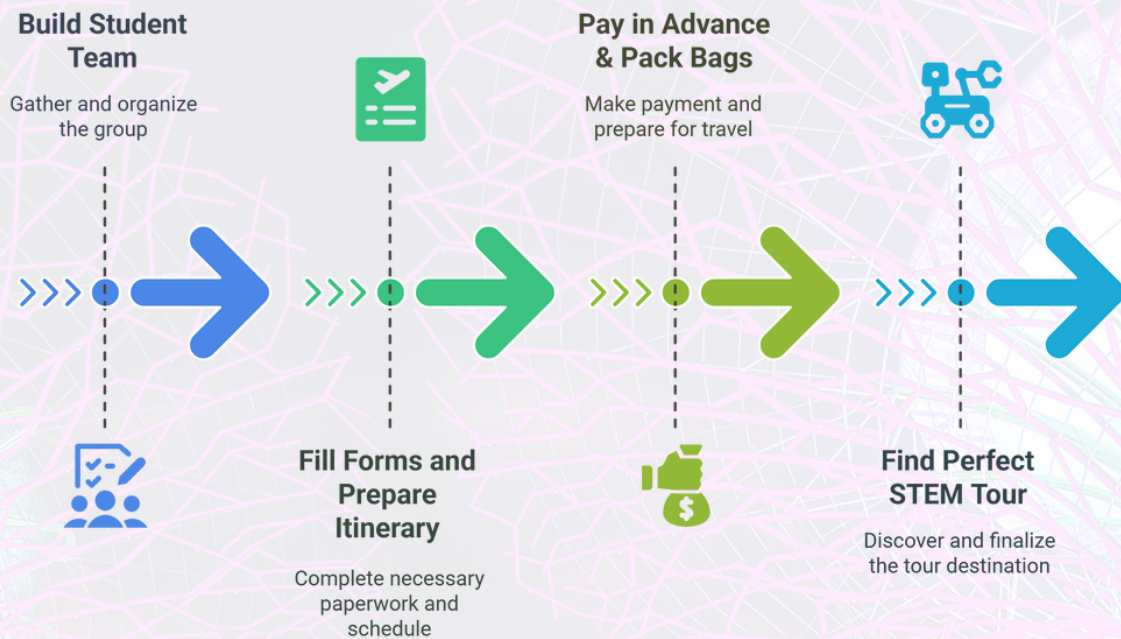 Build Student
Team
Gather and organize
the group
Fill Forms and
Prepare
Itinerary
Complete necessary
paperwork and
schedule
Pay in Advance
& Pack Bags
Make payment and
prepare for travel
$
Find Perfect
STEM Tour
Discover and finalize
the tour destination